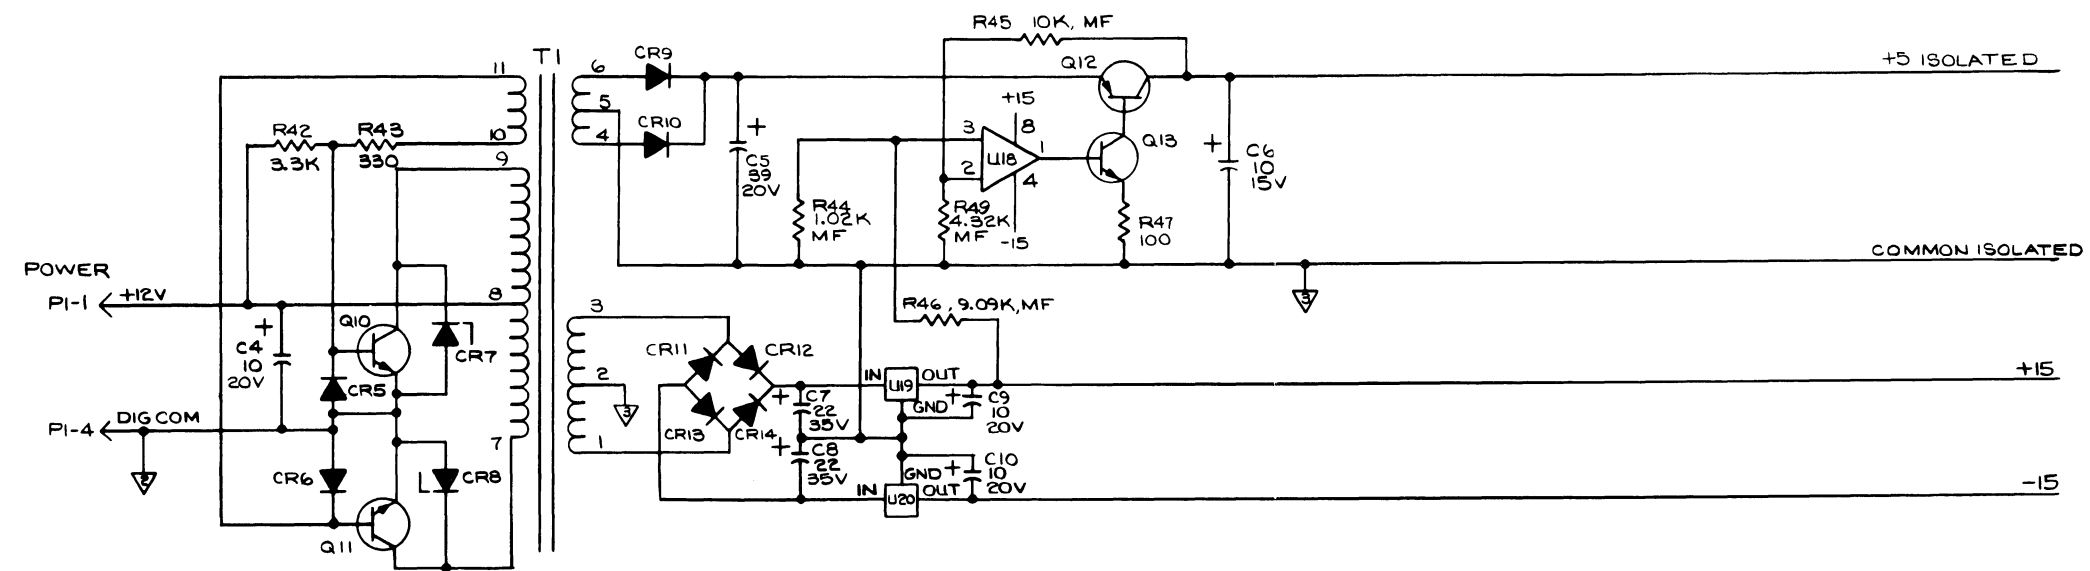 R45 10K, MF
T1
CR9
Q12
+5 ISOLATED
11
6
5
+15
R42
R43
10
4
CR10
+
3
8
3.3K
330
9
C5
39
20V
2
U18
1
4
Q13
+
C6
10
15V
R44
1.02K
MF
R49
4.32K
MF
-15
R47
100
COMMON ISOLATED
POWER
P1-1
+12V
8
3
R46, 9.09K, MF
3
+
Q10
C4
10
20V
CR7
CR5
CR11
CR12
2
3
IN
U19
OUT
+15
+
C7
22
35V
GND
+
C9
10
20V
P1-4
DIG COM
7
1
CR13
CR14
+
C8
22
35V
2
CR6
CR8
GND
+
C10
10
20V
IN
U20
OUT
-15
Q11